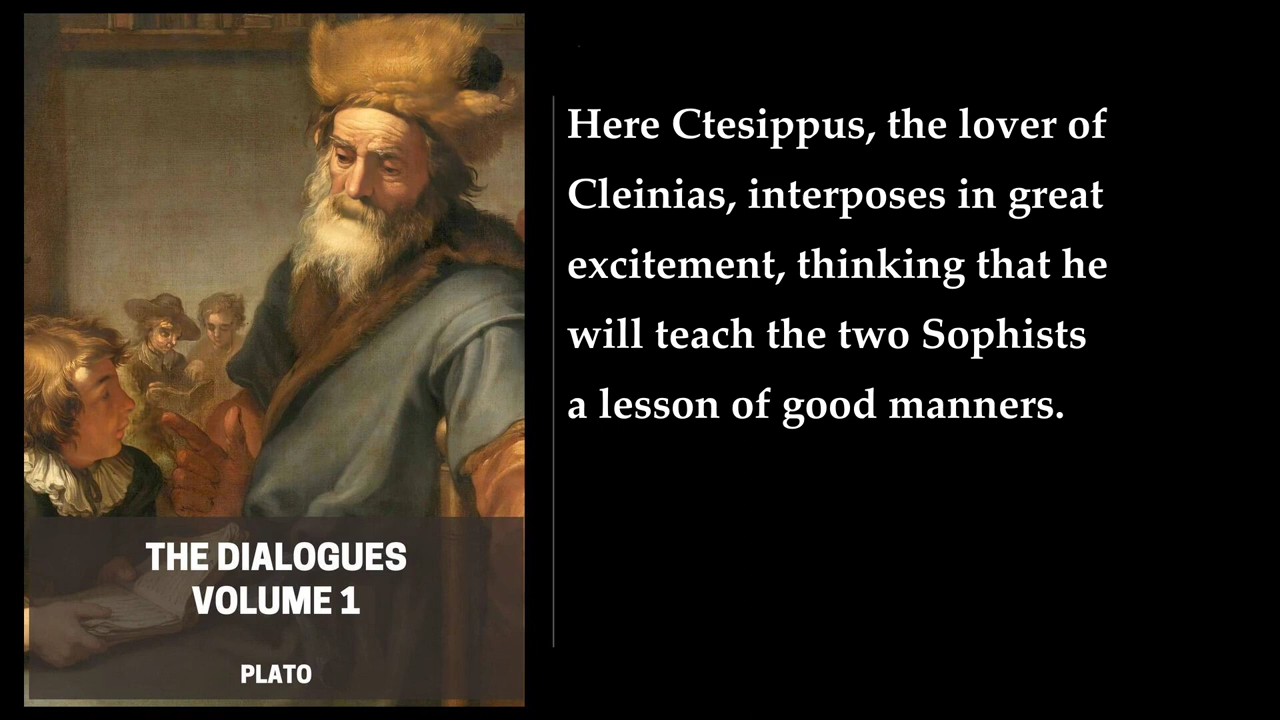 Here Ctesippus, the lover of
Cleinias, interposes in great
excitement, thinking that he
will teach the two Sophists
a lesson of good manners.
THE DIALOGUES
VOLUME 1
PLATO